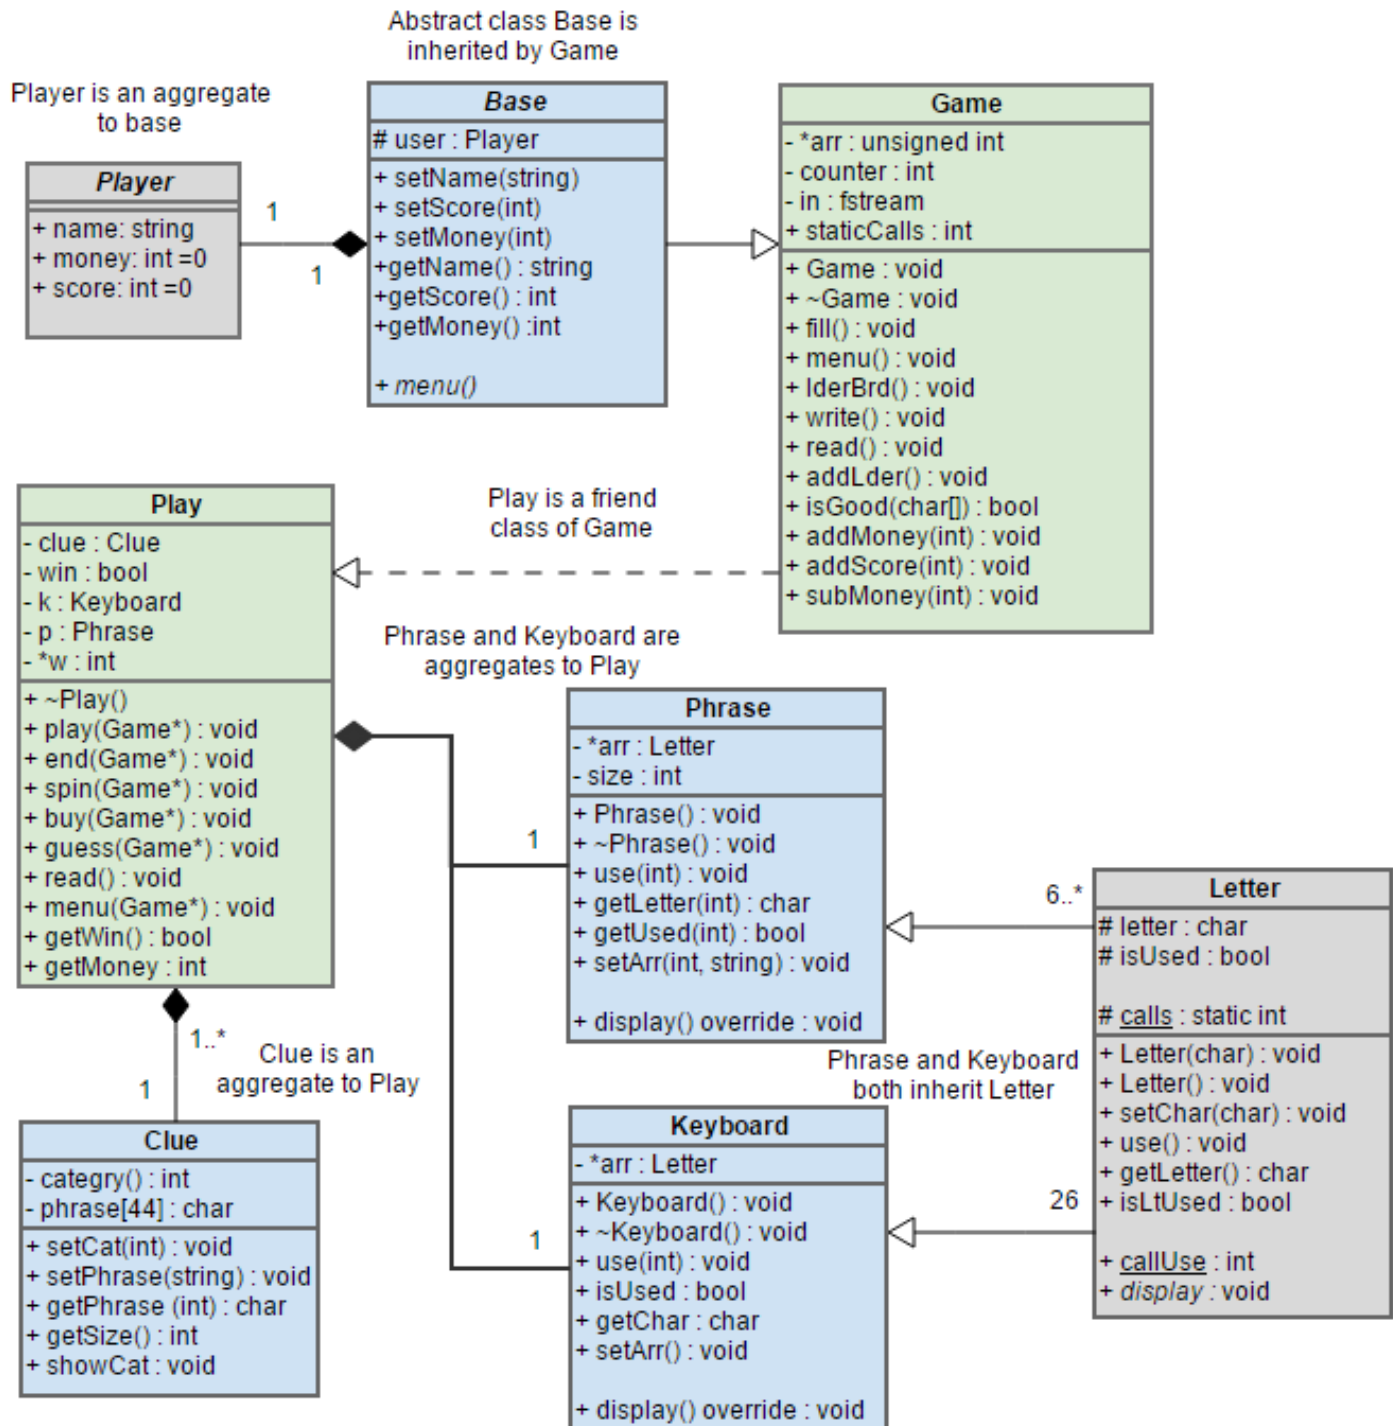 Abstract class Base is
inherited by Game
Player is an aggregate
to base
Player
+ name: string
+ money: int =0
+ score: int =0
1
1
Base
# user : Player
+ setName(string)
+ setScore(int)
+ setMoney(int)
+getName() : string
+getScore() : int
+getMoney() :int
+ menu()
Game
- *arr : unsigned int
- counter : int
- in : fstream
+ staticCalls : int
+ Game : void
+ ~Game : void
+ fill() : void
+ menu() : void
+ lderBrd() : void
+ write() : void
+ read() : void
+ addLder() : void
+ isGood(char[]) : bool
+ addMoney(int) : void
+ addScore(int) : void
+ subMoney(int) : void
Play is a friend
class of Game
Play
- clue : Clue
- win : bool
- k : Keyboard
- p : Phrase
- *w : int
+ ~Play()
+ play(Game*) : void
+ end(Game*) : void
+ spin(Game*) : void
+ buy(Game*) : void
+ guess(Game*) : void
+ read() : void
+ menu(Game*) : void
+ getWin() : bool
+ getMoney : int
Phrase and Keyboard are
aggregates to Play
Phrase
- *arr : Letter
- size : int
+ Phrase() : void
+ ~Phrase() : void
+ use(int) : void
+ getLetter(int) : char
+ getUsed(int) : bool
+ setArr(int, string) : void
+ display() override : void
1
6..*
Letter
# letter : char
# isUsed : bool
# calls : static int
+ Letter(char) : void
+ Letter() : void
+ setChar(char) : void
+ use() : void
+ getLetter() : char
+ isLtUsed : bool
+ callUse : int
+ display : void
Phrase and Keyboard
both inherit Letter
1..*
1
Clue is an
aggregate to Play
Clue
- categry() : int
- phrase[44] : char
+ setCat(int) : void
+ setPhrase(string) : void
+ getPhrase (int) : char
+ getSize() : int
+ showCat : void
1
26
Keyboard
- *arr : Letter
+ Keyboard() : void
+ ~Keyboard() : void
+ use(int) : void
+ isUsed : bool
+ getChar : char
+ setArr() : void
+ display() override : void